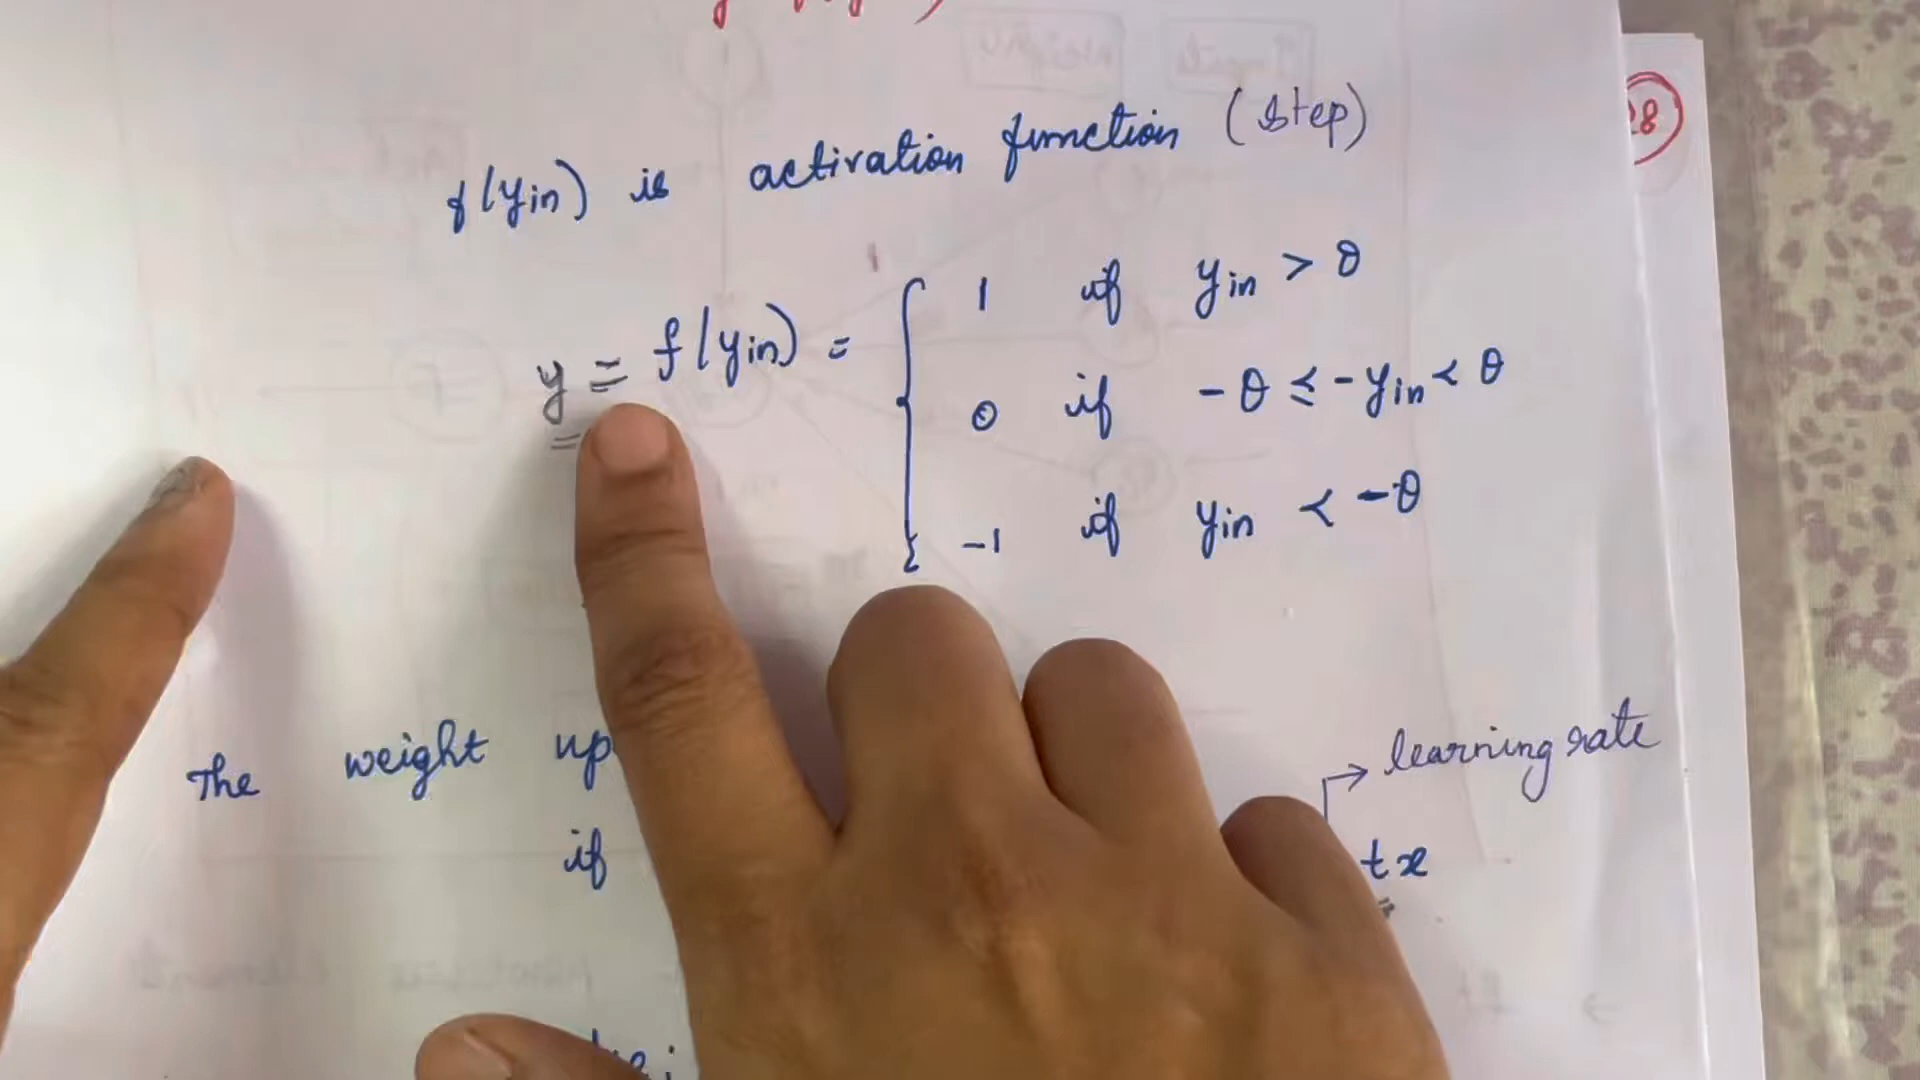 28
f(yin) is activation function (step)
y = f(yin) = { 1 if yin > θ
0 if -θ ≤ -yin < θ
-1 if yin < -θ
The weight up
→ learning rate
if tx